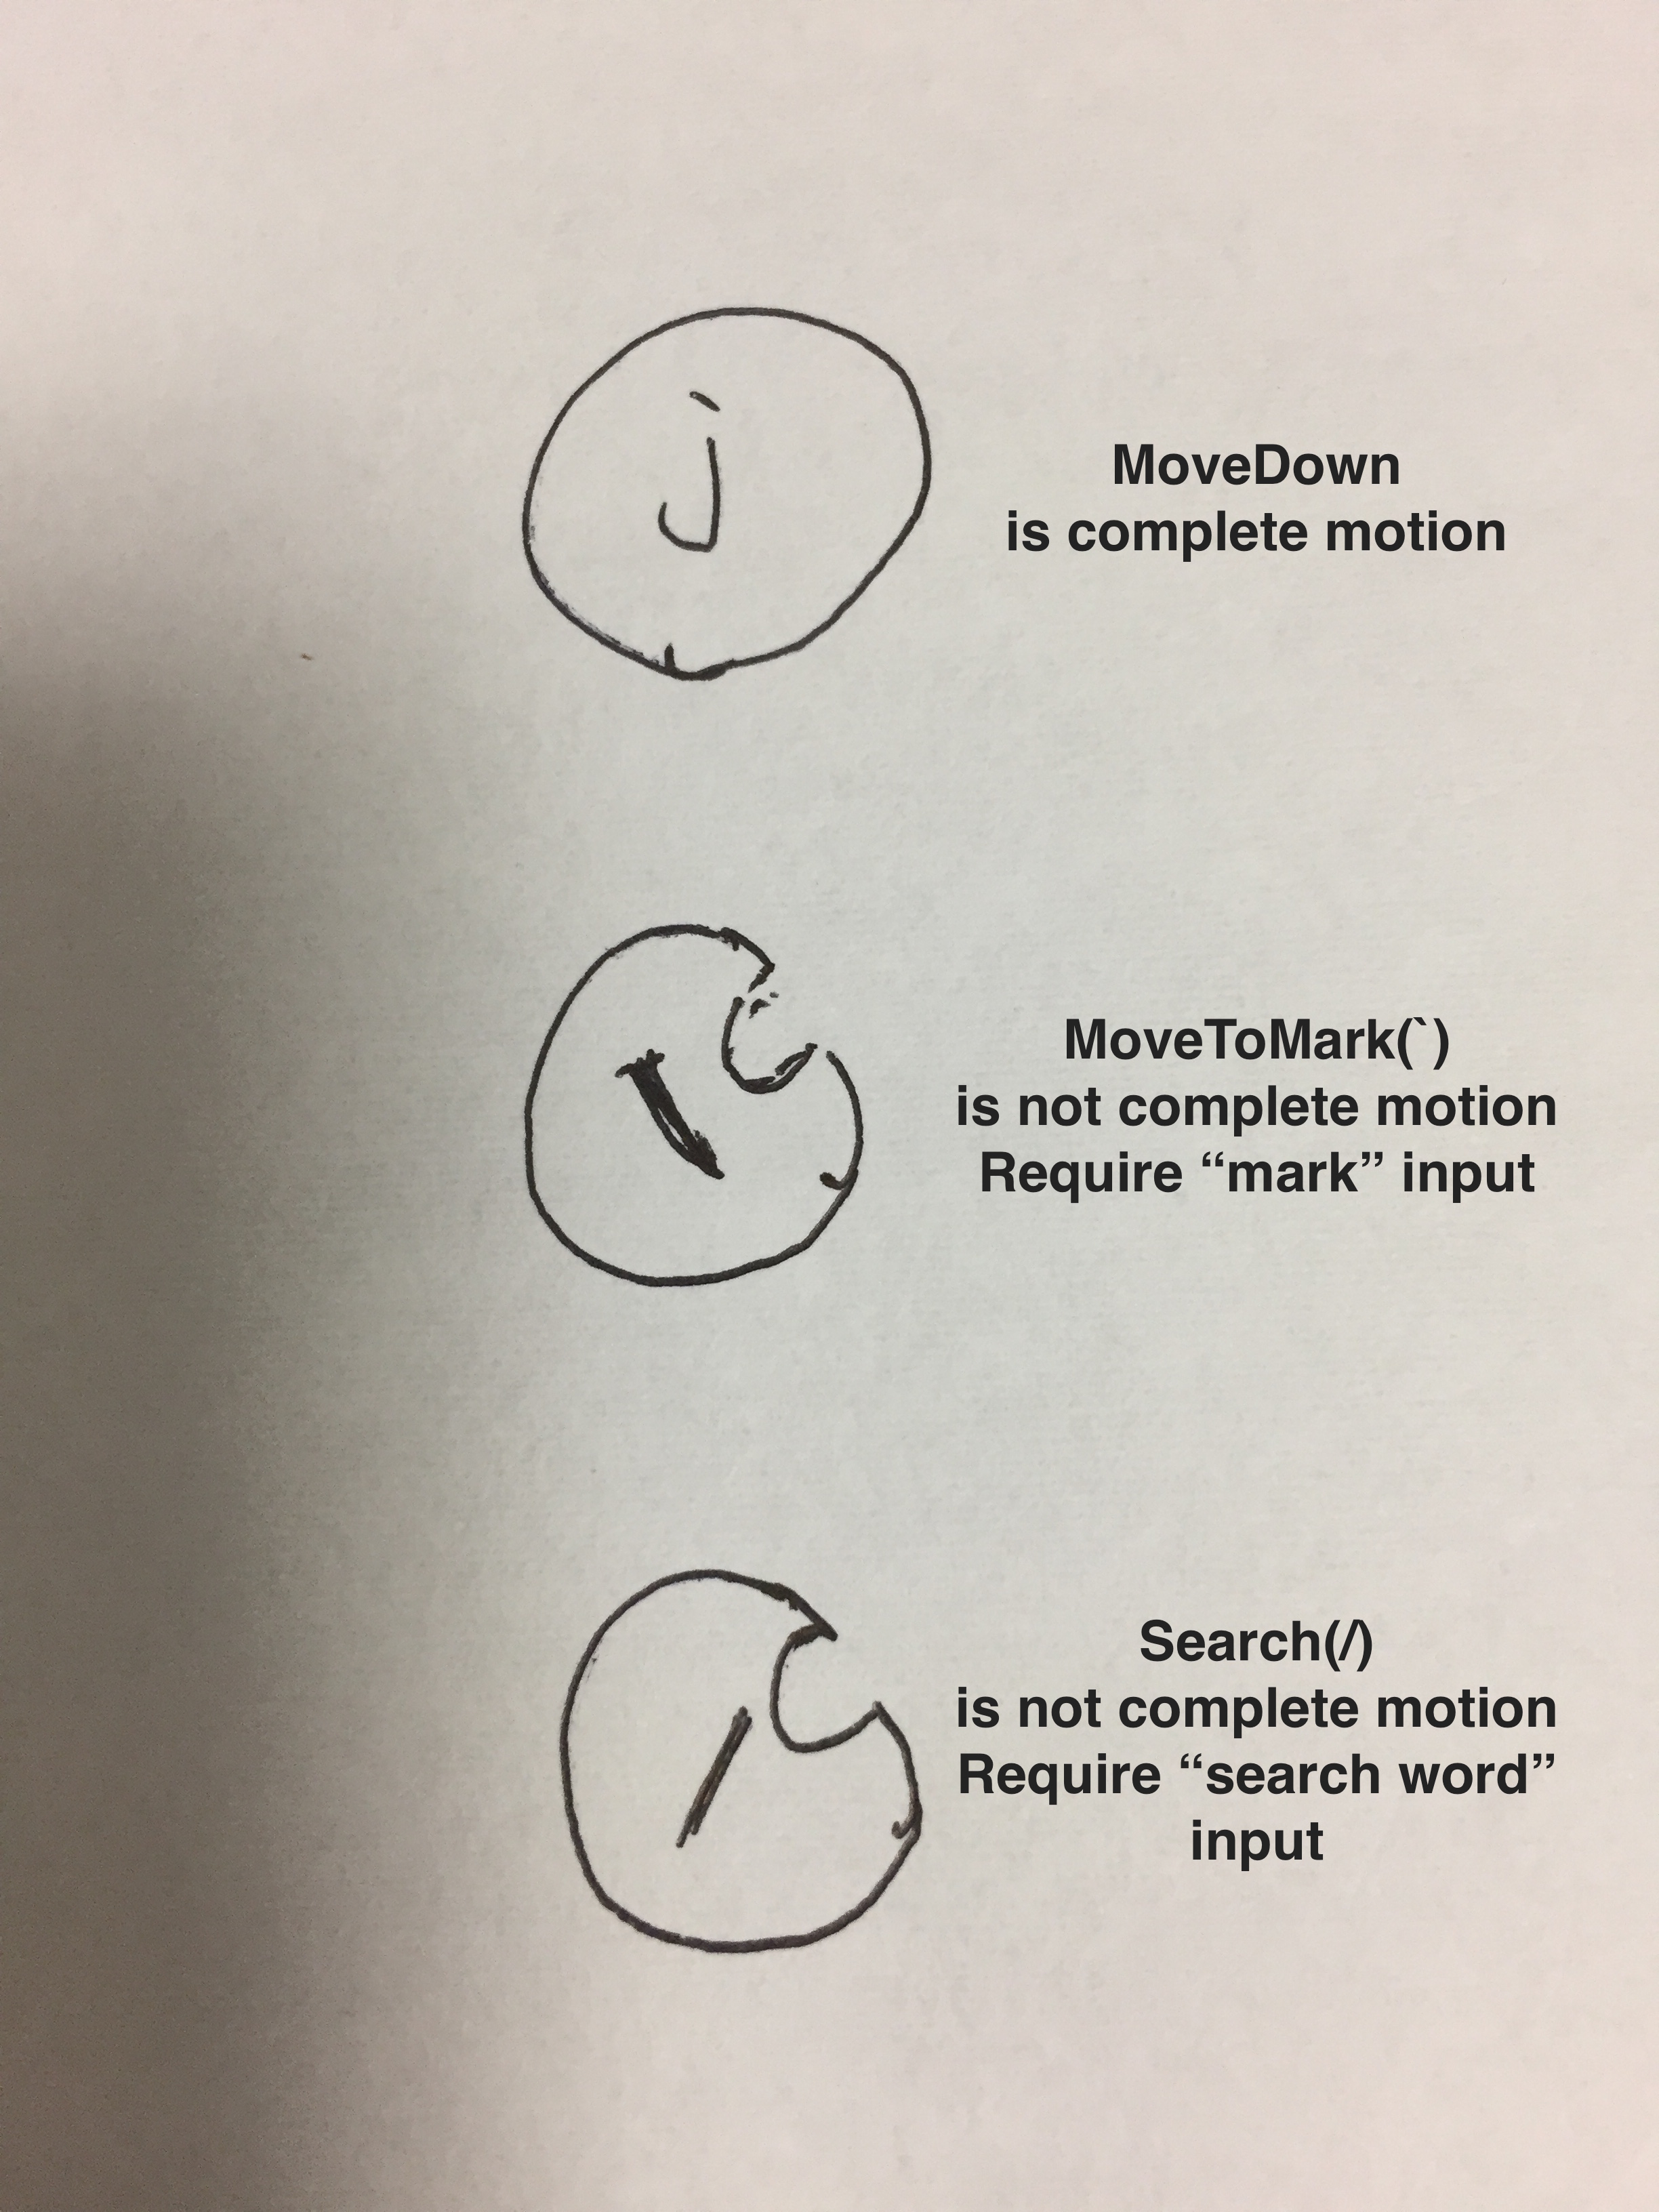 j
MoveDown
is complete motion
`
MoveToMark(`)
is not complete motion
Require “mark” input
/
Search(/)
is not complete motion
Require “search word”
input